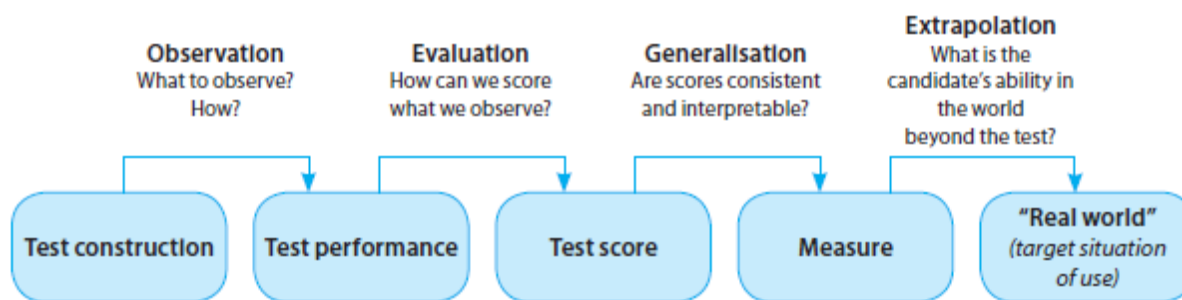 Observation
What to observe?
How?
Evaluation
How can we score
what we observe?
Generalisation
Are scores consistent
and interpretable?
Extrapolation
What is the
candidate's ability in
the world
beyond the test?
Test construction
Test performance
Test score
Measure
"Real world"
(target situation
of use)